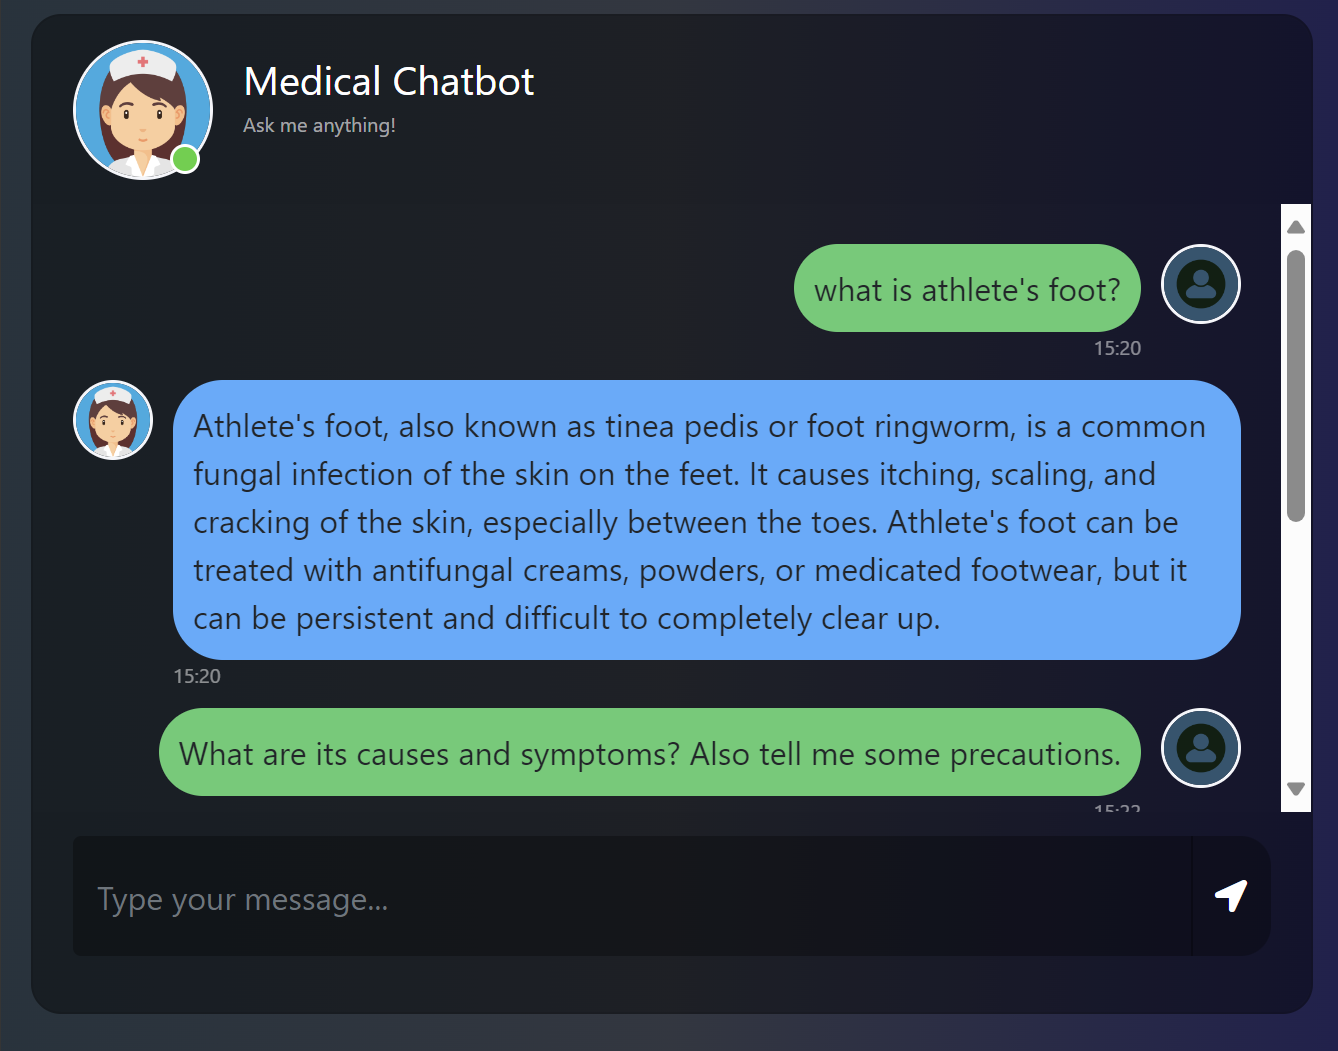 Medical Chatbot
Ask me anything!
what is athlete's foot?
15:20
Athlete's foot, also known as tinea pedis or foot ringworm, is a common
fungal infection of the skin on the feet. It causes itching, scaling, and
cracking of the skin, especially between the toes. Athlete's foot can be
treated with antifungal creams, powders, or medicated footwear, but it
can be persistent and difficult to completely clear up.
15:20
What are its causes and symptoms? Also tell me some precautions.
15:22
Type your message...